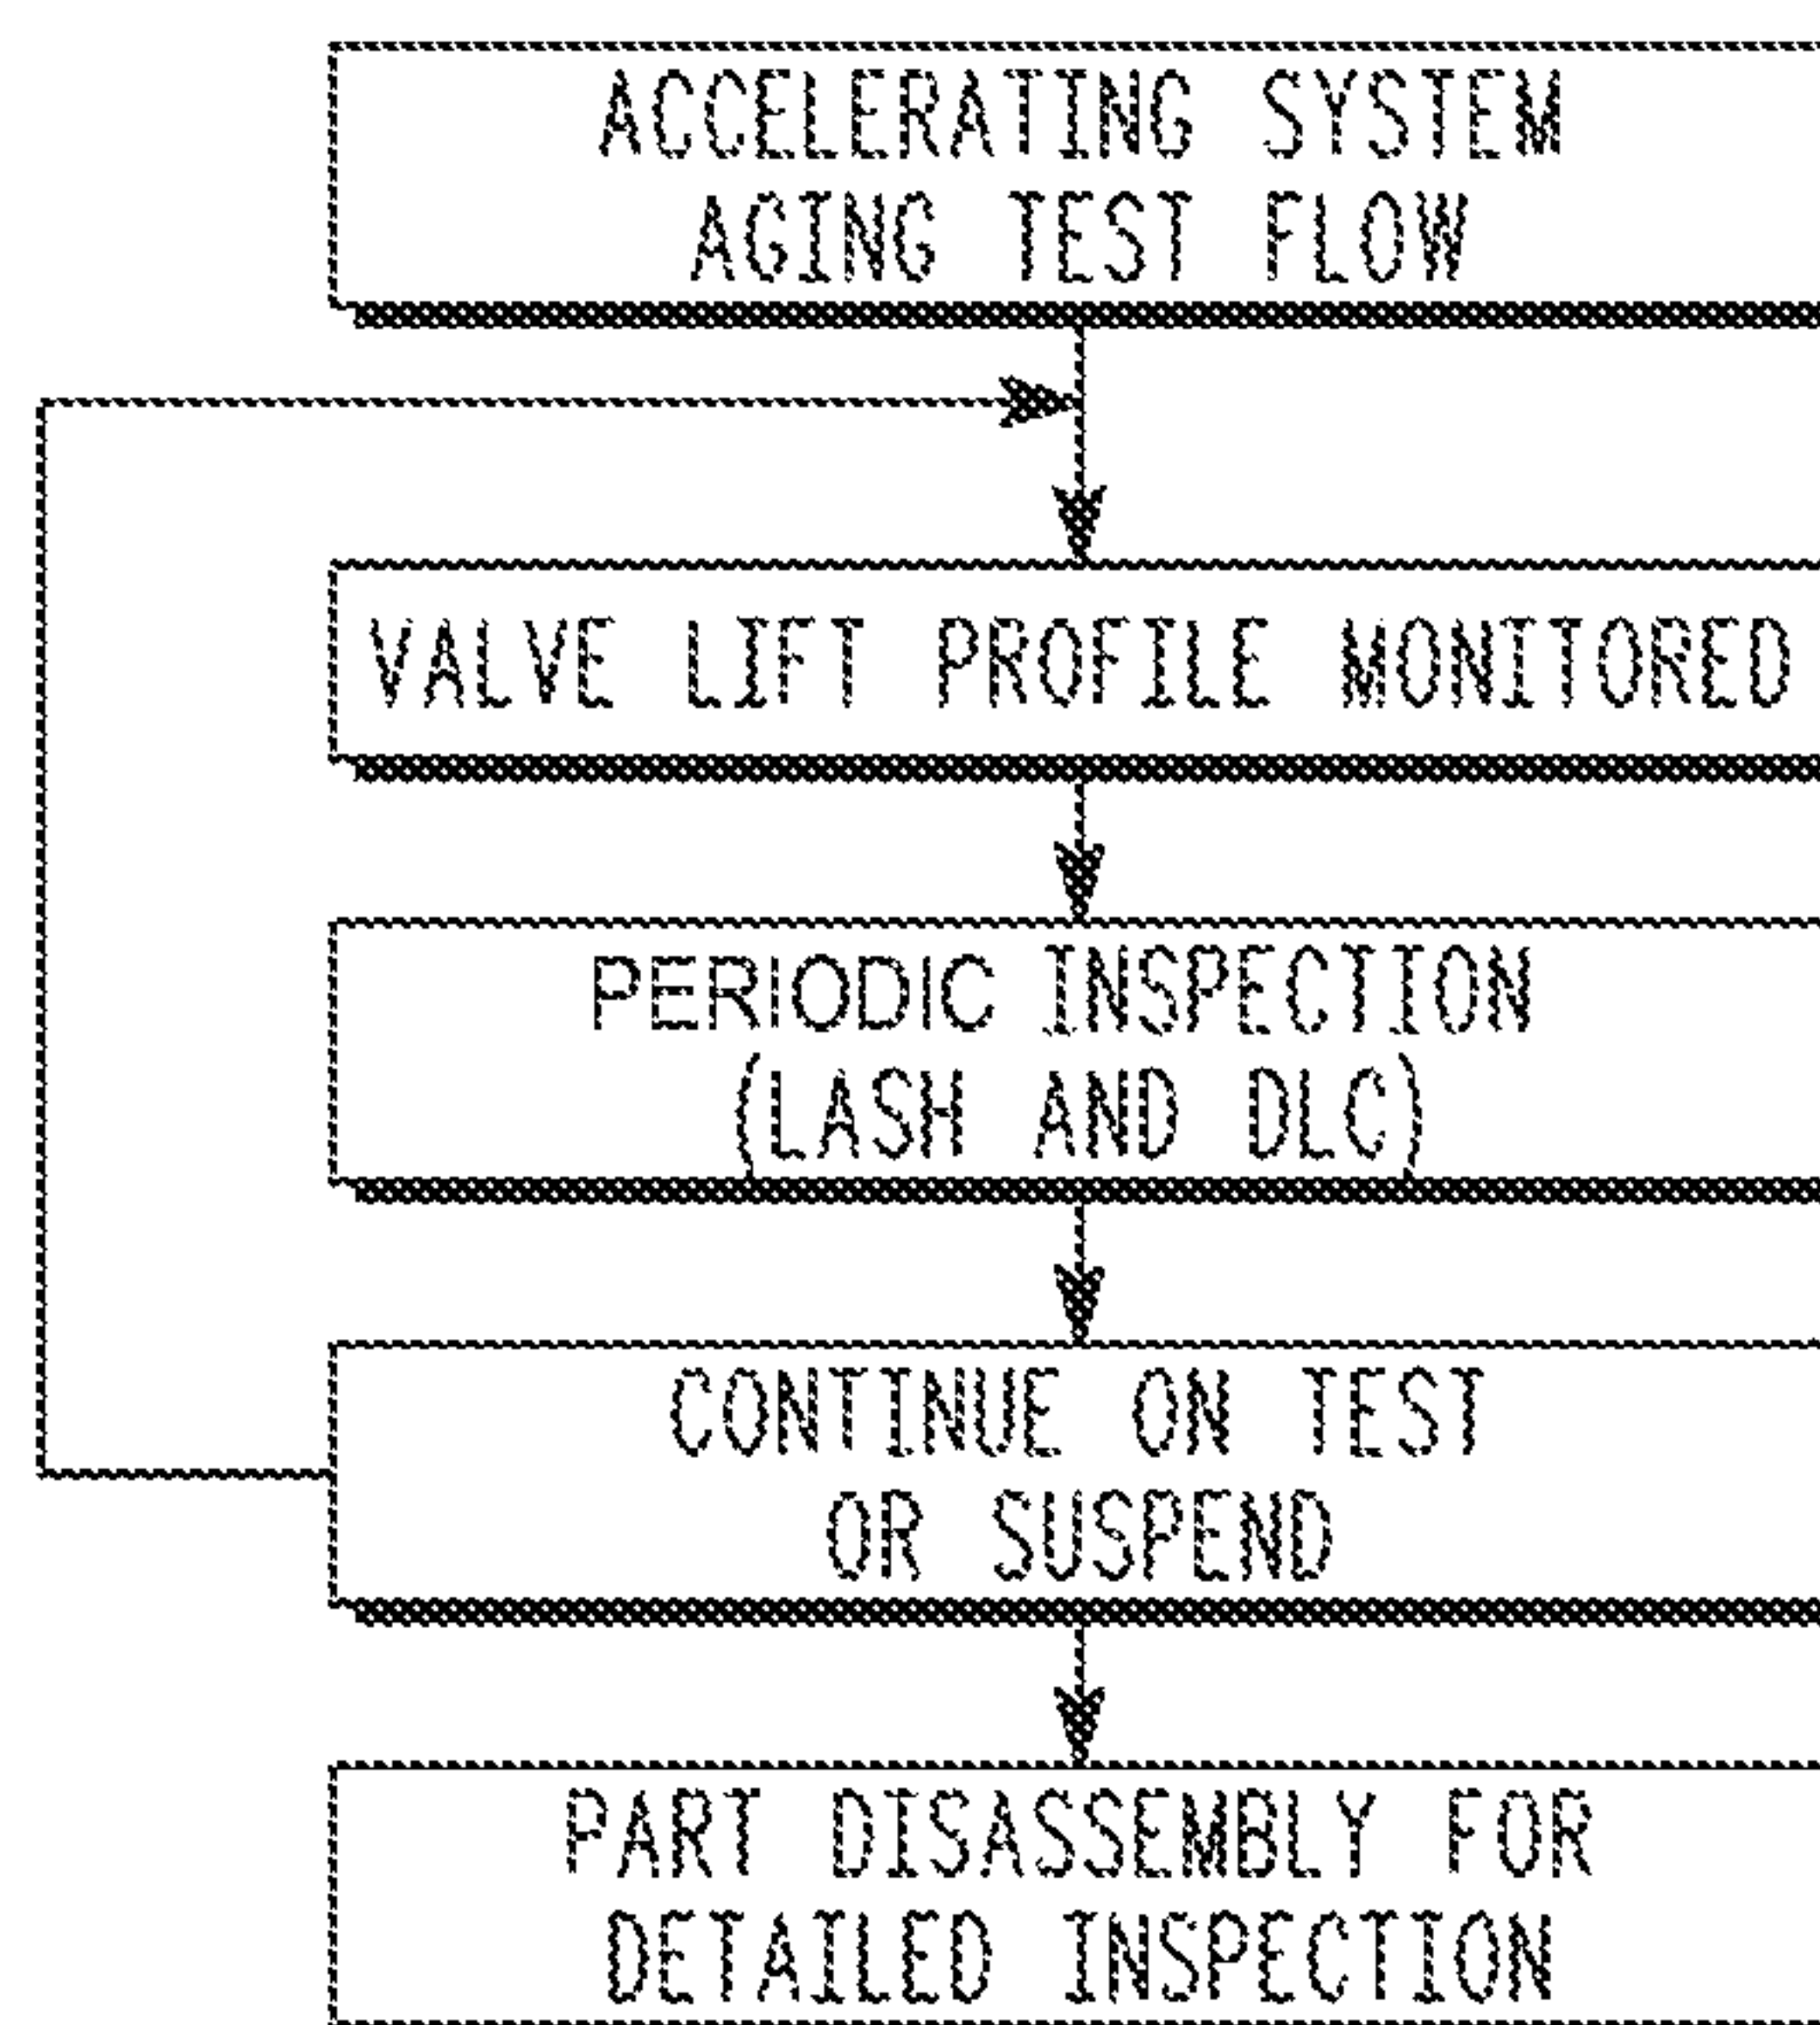 ACCELERATING SYSTEM
AGING TEST FLOW
VALVE LIFT PROFILE MONITORED
PERIODIC INSPECTION
(LASH AND DLC)
CONTINUE ON TEST
OR SUSPEND
PART DISASSEMBLY FOR
DETAILED INSPECTION